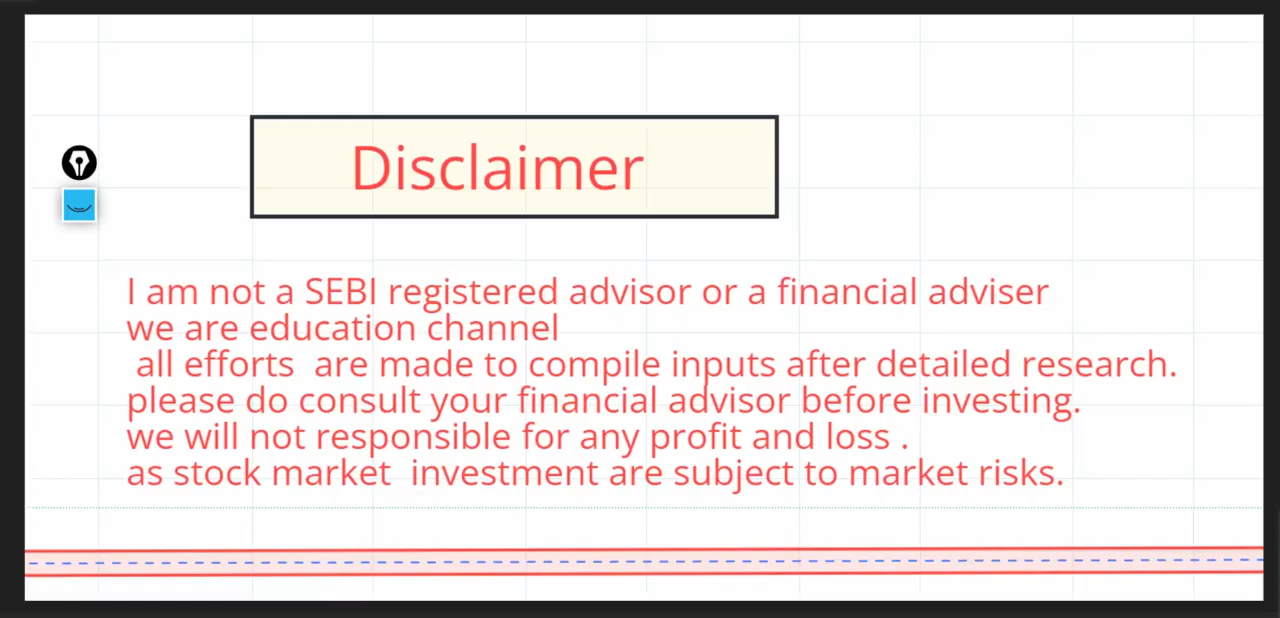 Disclaimer
I am not a SEBI registered advisor or a financial adviser
we are education channel
all efforts  are made to compile inputs after detailed research.
please do consult your financial advisor before investing.
we will not responsible for any profit and loss .
as stock market  investment are subject to market risks.